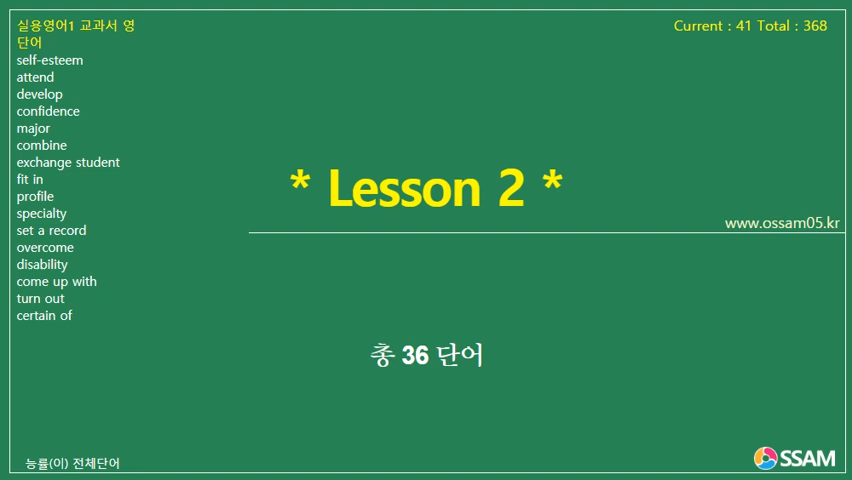 실용영어1 교과서 영
단어
self-esteem
attend
develop
confidence
major
combine
exchange student
fit in
profile
specialty
set a record
overcome
disability
come up with
turn out
certain of
Current : 41 Total : 368
* Lesson 2 *
www.ossam05.kr
총 36 단어
능률(이) 전체단어
OSSAM